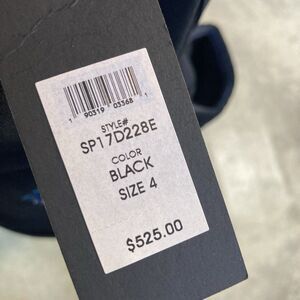 1 90319 03368 1
STYLE#
SP17D228E
COLOR
BLACK
SIZE 4
$525.00